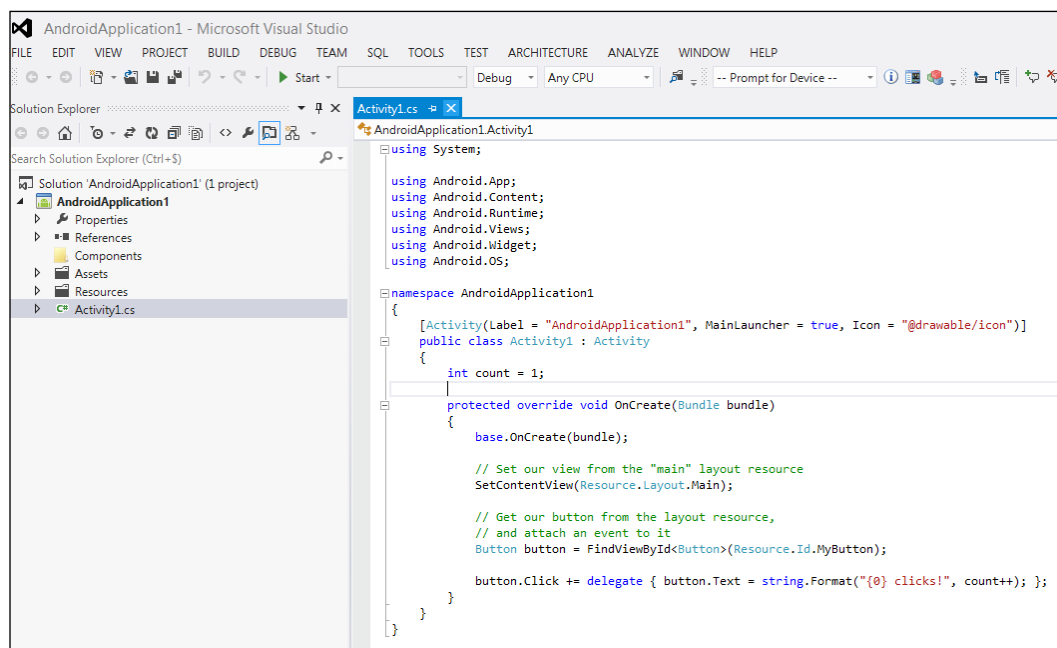 AndroidApplication1 - Microsoft Visual Studio
FILE EDIT VIEW PROJECT BUILD DEBUG TEAM SQL TOOLS TEST ARCHITECTURE ANALYZE WINDOW HELP
Start Debug Any CPU -- Prompt for Device --
Solution Explorer
Search Solution Explorer (Ctrl+$)
Solution 'AndroidApplication1' (1 project)
AndroidApplication1
Properties
References
Components
Assets
Resources
C# Activity1.cs
Activity1.cs
AndroidApplication1.Activity1
using System;
using Android.App;
using Android.Content;
using Android.Runtime;
using Android.Views;
using Android.Widget;
using Android.OS;
namespace AndroidApplication1
{
[Activity(Label = "AndroidApplication1", MainLauncher = true, Icon = "@drawable/icon")]
public class Activity1 : Activity
{
int count = 1;
protected override void OnCreate(Bundle bundle)
{
base.OnCreate(bundle);
// Set our view from the "main" layout resource
SetContentView(Resource.Layout.Main);
// Get our button from the layout resource,
// and attach an event to it
Button button = FindViewById<Button>(Resource.Id.MyButton);
button.Click += delegate { button.Text = string.Format("{0} clicks!", count++); };
}
}
}